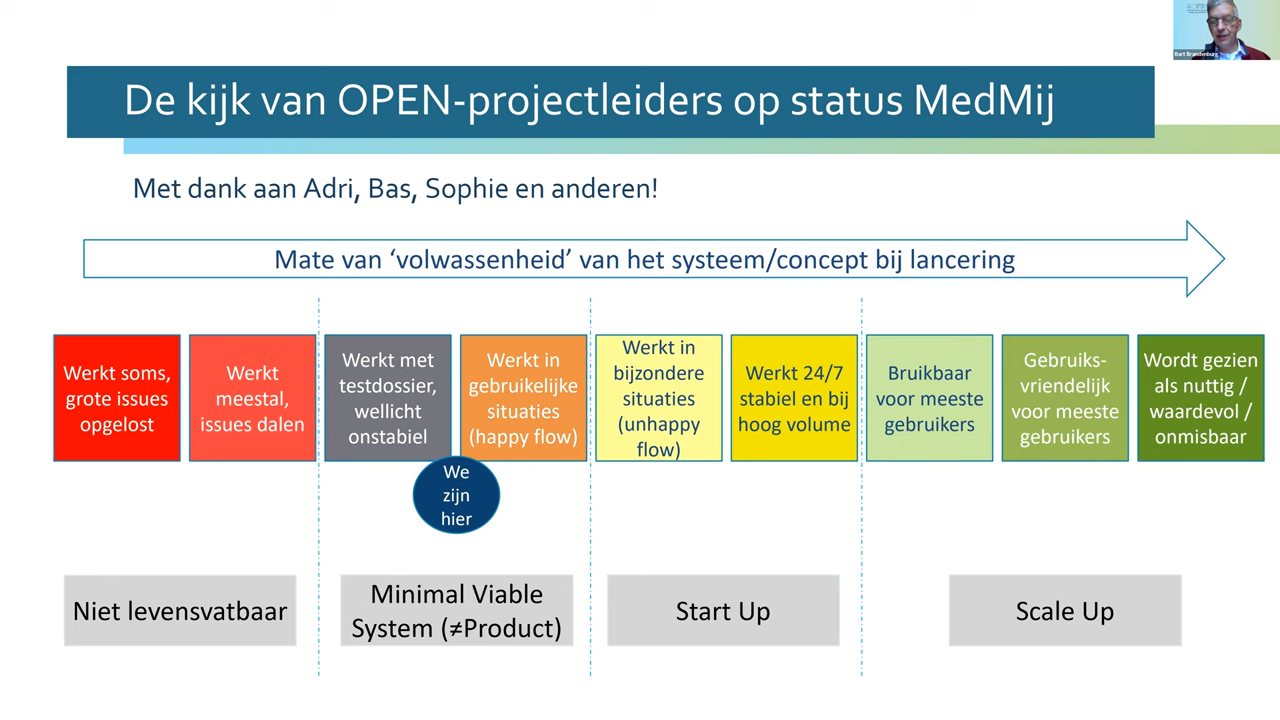 Bart Brandenburg
De kijk van OPEN-projectleiders op status MedMij
Met dank aan Adri, Bas, Sophie en anderen!
Mate van ‘volwassenheid’ van het systeem/concept bij lancering
Werkt soms,
grote issues
opgelost
Werkt
meestal,
issues dalen
Werkt met
testdossier,
wellicht
onstabiel
Werkt in
gebruikelijke
situaties
(happy flow)
Werkt in
bijzondere
situaties
(unhappy
flow)
Werkt 24/7
stabiel en bij
hoog volume
Bruikbaar
voor meeste
gebruikers
Gebruiks-
vriendelijk
voor meeste
gebruikers
Wordt gezien
als nuttig /
waardevol /
onmisbaar
We
zijn
hier
Niet levensvatbaar
Minimal Viable
System (≠Product)
Start Up
Scale Up